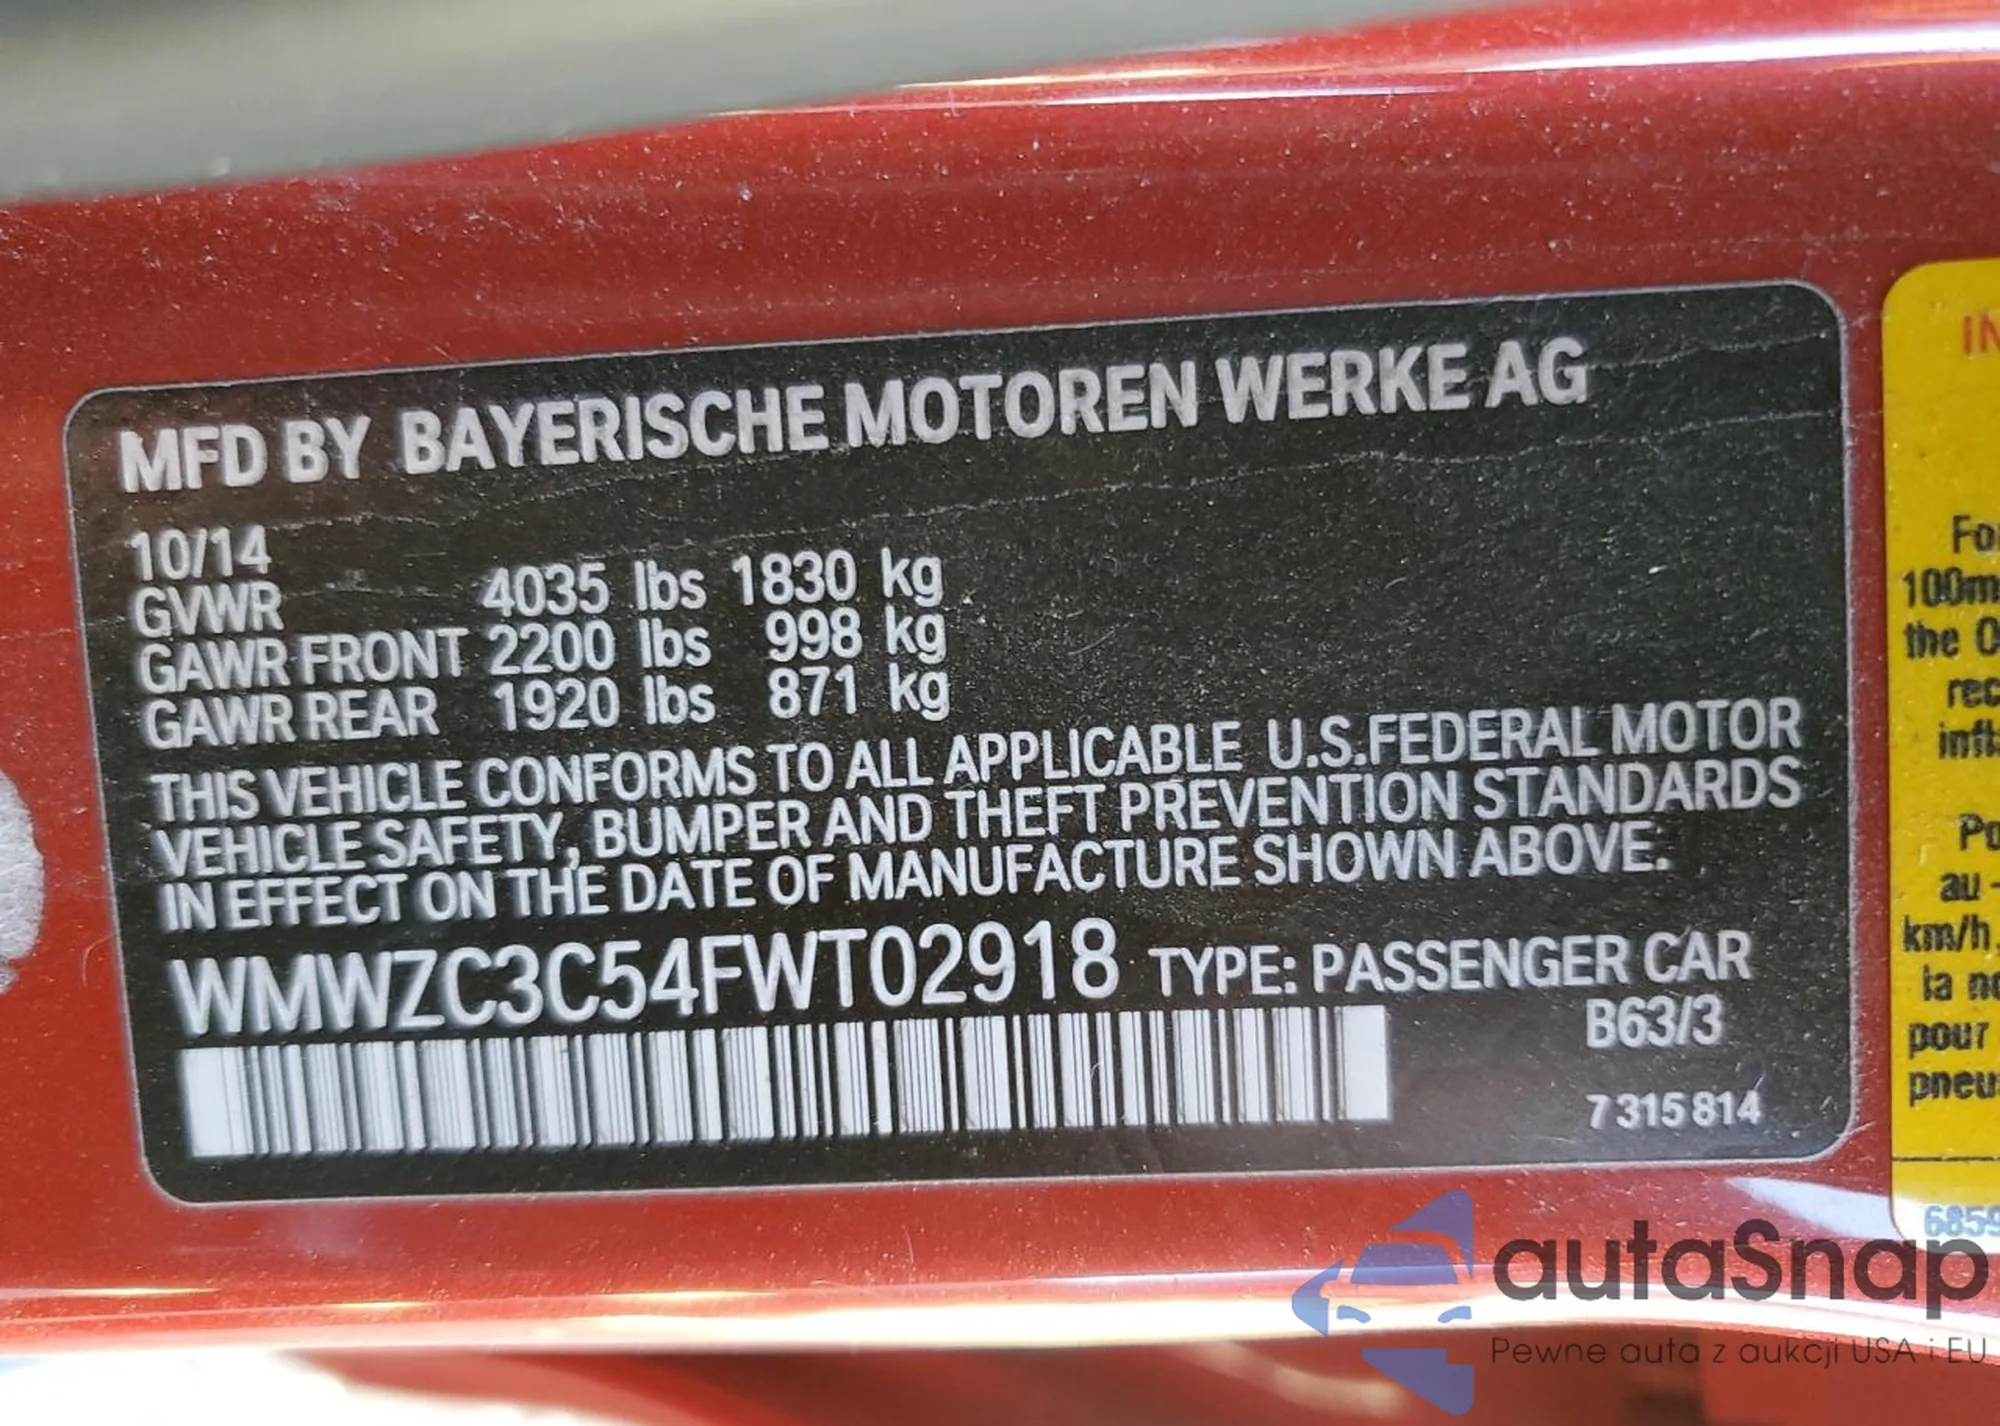 MFD BY BAYERISCHE MOTOREN WERKE AG
10/14
GVWR 4035 lbs 1830 kg
GAWR FRONT 2200 lbs 998 kg
GAWR REAR 1920 lbs 871 kg
THIS VEHICLE CONFORMS TO ALL APPLICABLE U.S.FEDERAL MOTOR
VEHICLE SAFETY, BUMPER AND THEFT PREVENTION STANDARDS
IN EFFECT ON THE DATE OF MANUFACTURE SHOWN ABOVE.
WMWZC3C54FWT02918 TYPE: PASSENGER CAR
B63/3
7 315 814
the
la
pour
autaSnap
Pewne auta z aukcji USA i EU